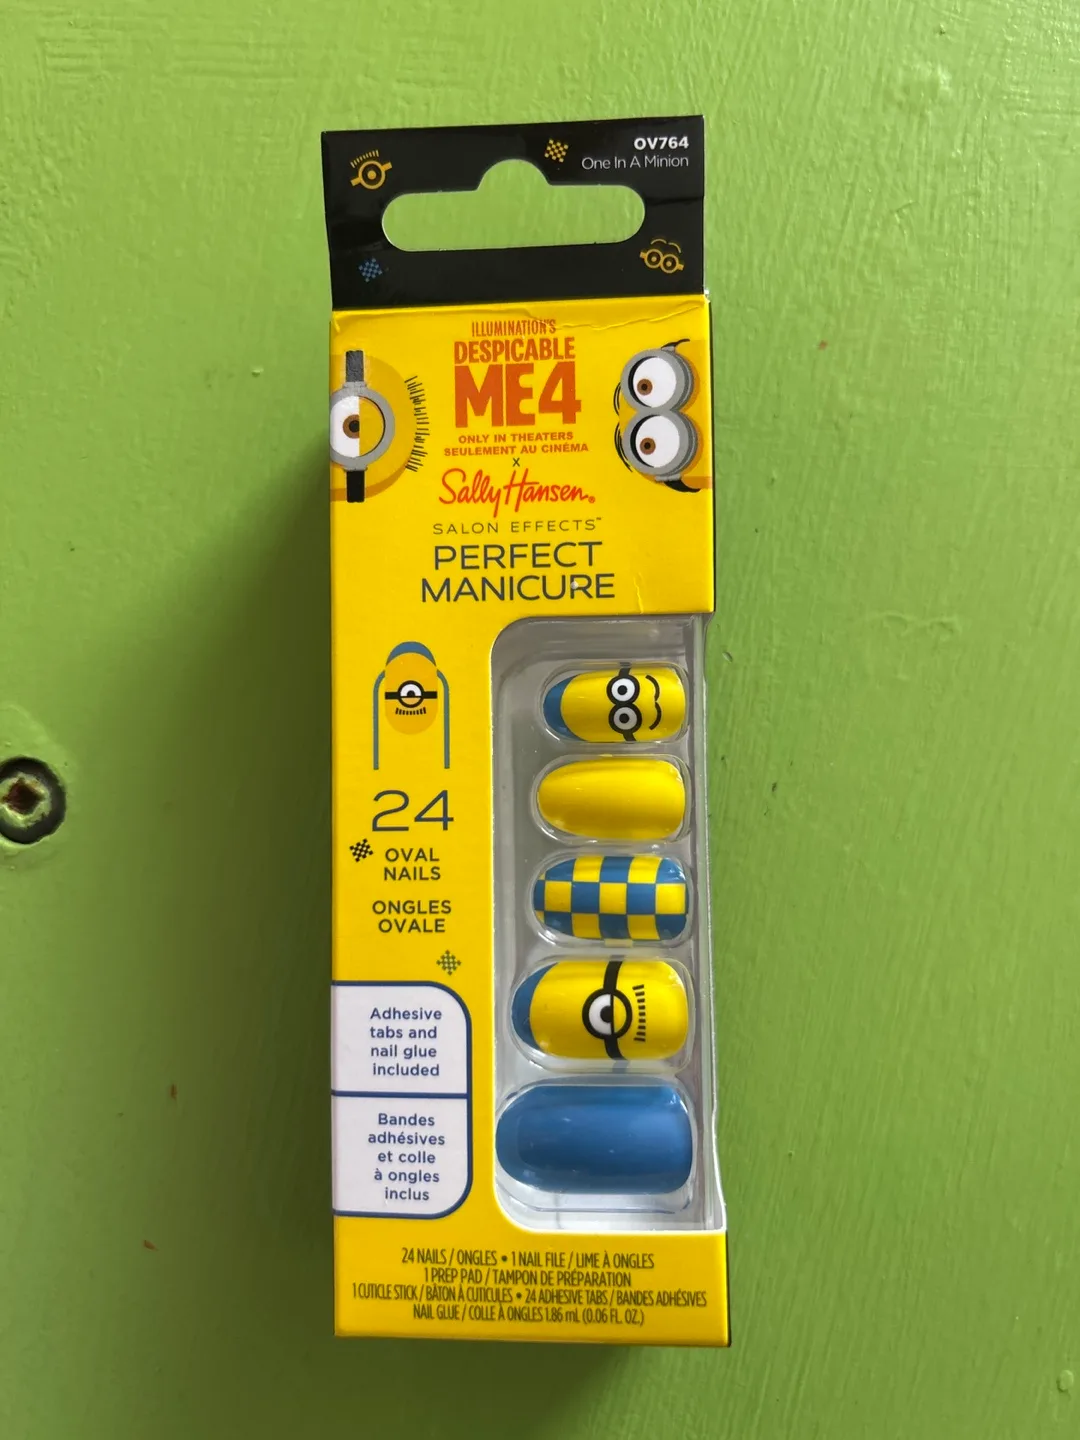 OV764
One In A Minion
ILLUMINATION'S
DESPICABLE
ME4
ONLY IN THEATERS
SEULEMENT AU CINÉMA
x
Sally Hansen®
SALON EFFECTS™
PERFECT
MANICURE
24
OVAL
NAILS
ONGLES
OVALE
Adhesive
tabs and
nail glue
included
Bandes
adhésives
et colle
à ongles
inclus
24 NAILS / ONGLES • 1 NAIL FILE / LIME À ONGLES
1 PREP PAD / TAMPON DE PRÉPARATION
1 CUTICLE STICK / BÂTON À CUTICULES • 24 ADHESIVE TABS / BANDES ADHÉSIVES
NAIL GLUE / COLLE À ONGLES 1.86 mL (0.06 FL. OZ.)